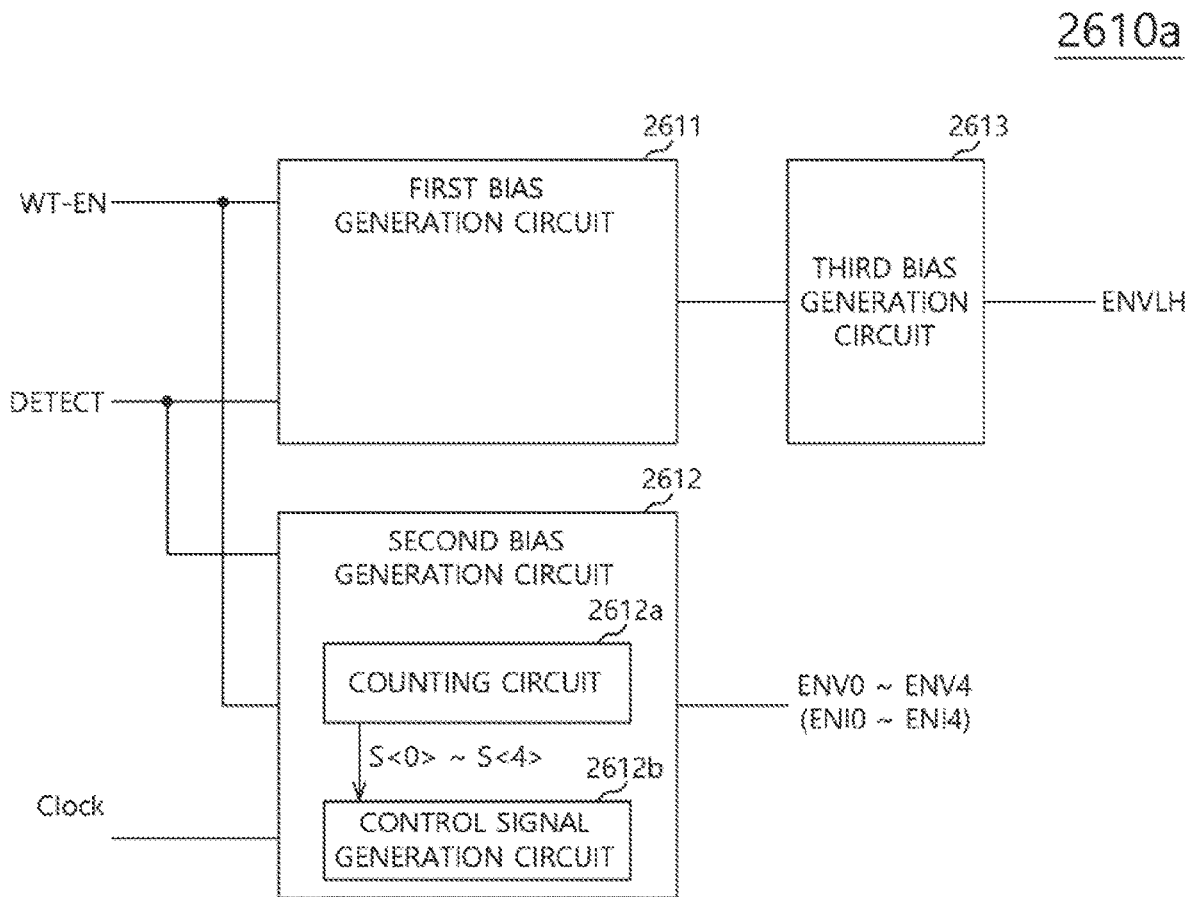 2610a
2611
2613
WT-EN
FIRST BIAS
GENERATION CIRCUIT
THIRD BIAS
GENERATION
CIRCUIT
ENVLH
DETECT
2612
SECOND BIAS
GENERATION CIRCUIT
2612a
COUNTING CIRCUIT
ENV0 ~ ENV4
(ENI0 ~ ENI4)
S<0> ~ S<4>
2612b
Clock
CONTROL SIGNAL
GENERATION CIRCUIT